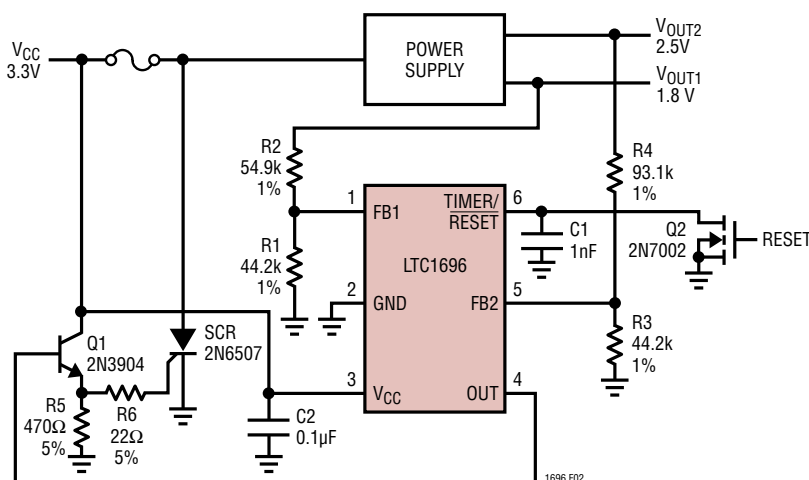 VCC
3.3V
POWER
SUPPLY
VOUT2
2.5V
VOUT1
1.8 V
R2
54.9k
1%
R4
93.1k
1%
1
FB1
TIMER/
RESET
6
C1
1nF
Q2
2N7002
RESET
R1
44.2k
1%
LTC1696
2
GND
FB2
5
Q1
2N3904
SCR
2N6507
R3
44.2k
1%
3
VCC
OUT
4
R5
470Ω
5%
R6
22Ω
5%
C2
0.1µF
1696 F02